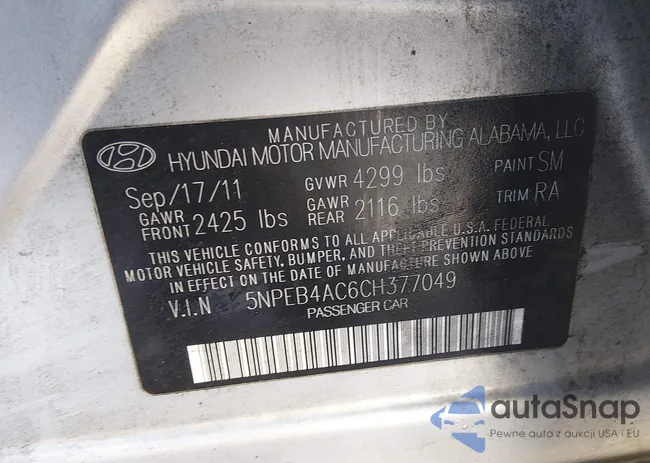 MANUFACTURED BY
HYUNDAI MOTOR MANUFACTURING ALABAMA, LLC
Sep/17/11 GVWR 4299 lbs PAINT SM
GAWR FRONT 2425 lbs GAWR REAR 2116 lbs TRIM RA
THIS VEHICLE CONFORMS TO ALL APPLICABLE U.S.A. FEDERAL
MOTOR VEHICLE SAFETY, BUMPER, AND THEFT PREVENTION STANDARDS
IN EFFECT ON THE DATE OF MANUFACTURE SHOWN ABOVE
V.I.N 5NPEB4AC6CH377049
PASSENGER CAR
autoSnap
Pewne auta z aukcji USA i EU